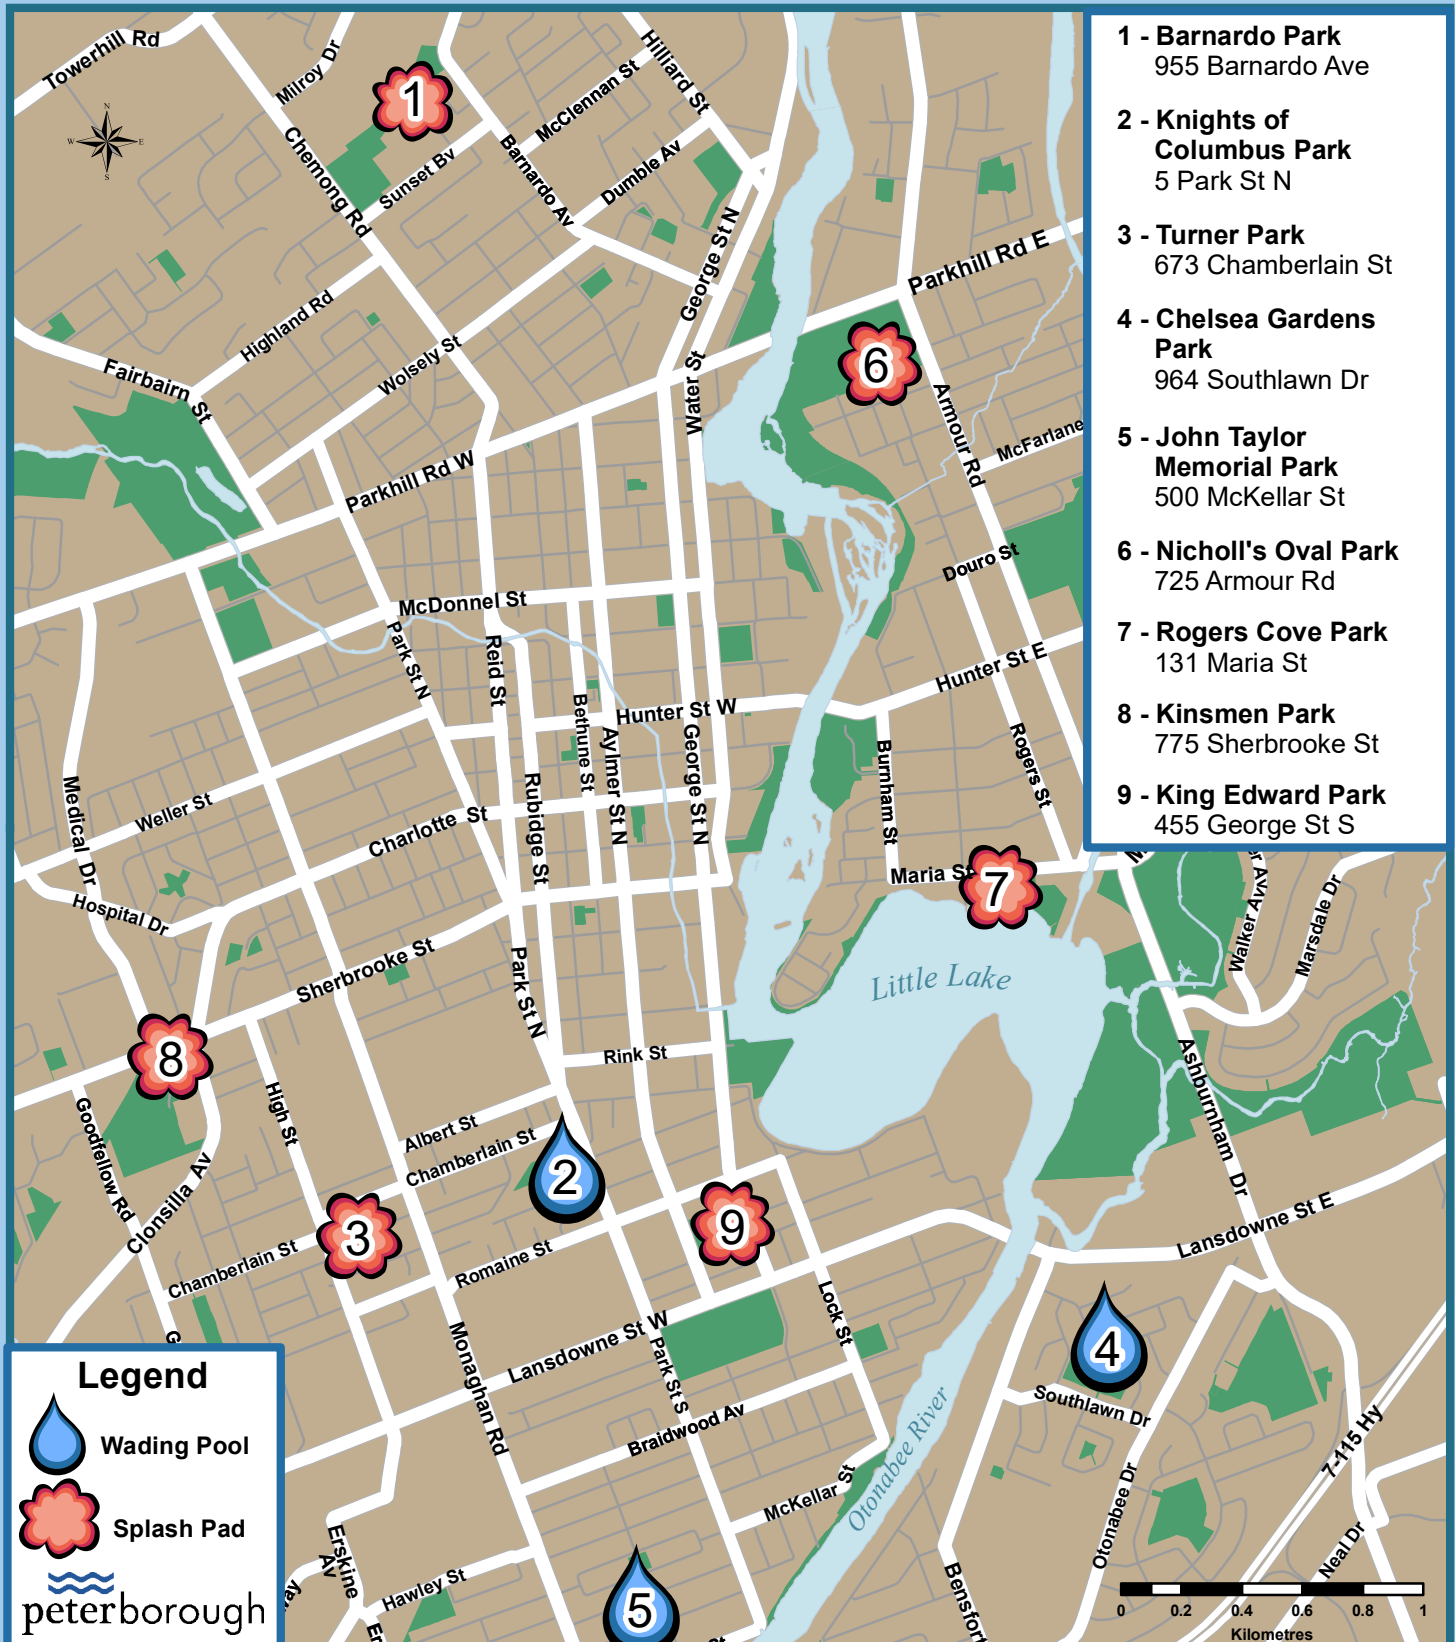 1 - Barnardo Park
955 Barnardo Ave
2 - Knights of
Columbus Park
5 Park St N
3 - Turner Park
673 Chamberlain St
4 - Chelsea Gardens
Park
964 Southlawn Dr
5 - John Taylor
Memorial Park
500 McKellar St
6 - Nicholl's Oval Park
725 Armour Rd
7 - Rogers Cove Park
131 Maria St
8 - Kinsmen Park
775 Sherbrooke St
9 - King Edward Park
455 George St S
Towerhill Rd
Milroy Dr
Hilliard St
McClennan St
1
N
W
E
S
Chemong Rd
Sunset Bv
Barnardo Av
Dumble Av
George St N
Parkhill Rd E
Highland Rd
Wolsely St
Fairbairn St
Water St
6
Armour Rd
McFarlane
Parkhill Rd W
Douro St
McDonnel St
Park St N
Reid St
Hunter St E
Hunter St W
Bethune St
Aylmer St N
George St N
Burnham St
Rogers St
Medical Dr
Weller St
Rubidge St
Charlotte St
Maria St
7
Walker Av
Marsdale Dr
Hospital Dr
Sherbrooke St
Little Lake
Park St N
8
Rink St
Ashburnham Dr
High St
Goodfellow Rd
Albert St
Chamberlain St
Clonsilla Av
2
3
9
Chamberlain St
Romaine St
Lansdowne St E
Lock St
Lansdowne St W
Park St S
Monaghan Rd
4
Southlawn Dr
Otonabee River
Braidwood Av
7-115 Hy
McKellar St
Otonabee Dr
Neal Dr
Erskine Av
Hawley St
5
Legend
Wading Pool
Splash Pad
peterborough
0 0.2 0.4 0.6 0.8 1
Kilometres